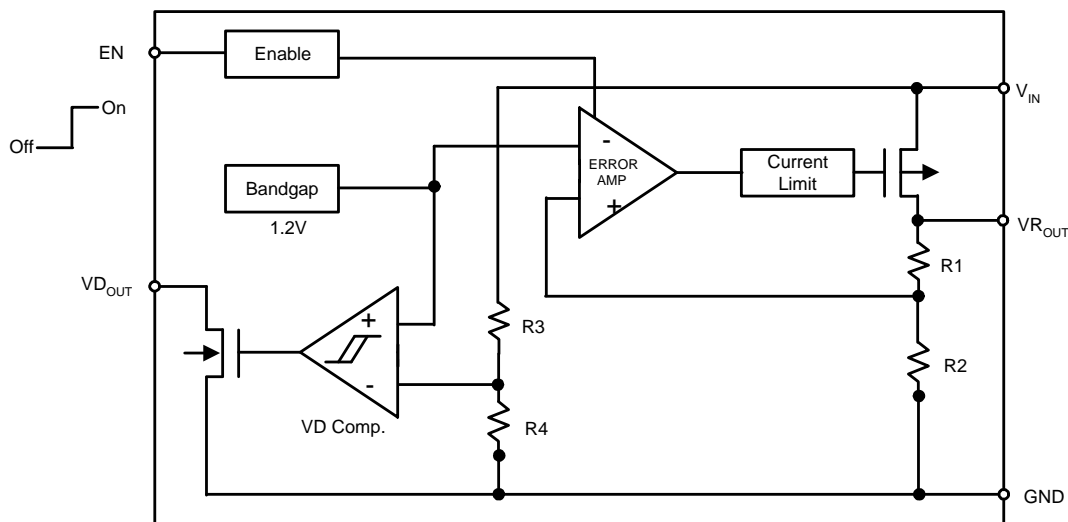 EN
Enable
On
Off
V_IN
-
ERROR
AMP
+
Current
Limit
Bandgap
1.2V
VR_OUT
R1
VD_OUT
+
-
R3
R2
R4
VD Comp.
GND